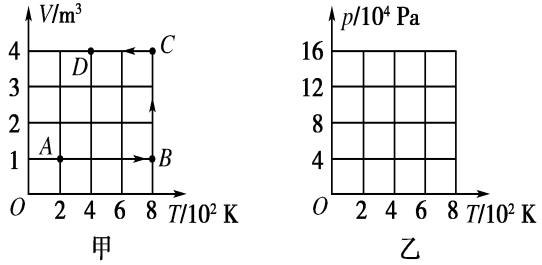 V/m³
4
3
2
1
O
2 4 6 8 T/10² K
A
B
C
D
甲
p/10⁴ Pa
16
12
8
4
O
2 4 6 8 T/10² K
乙